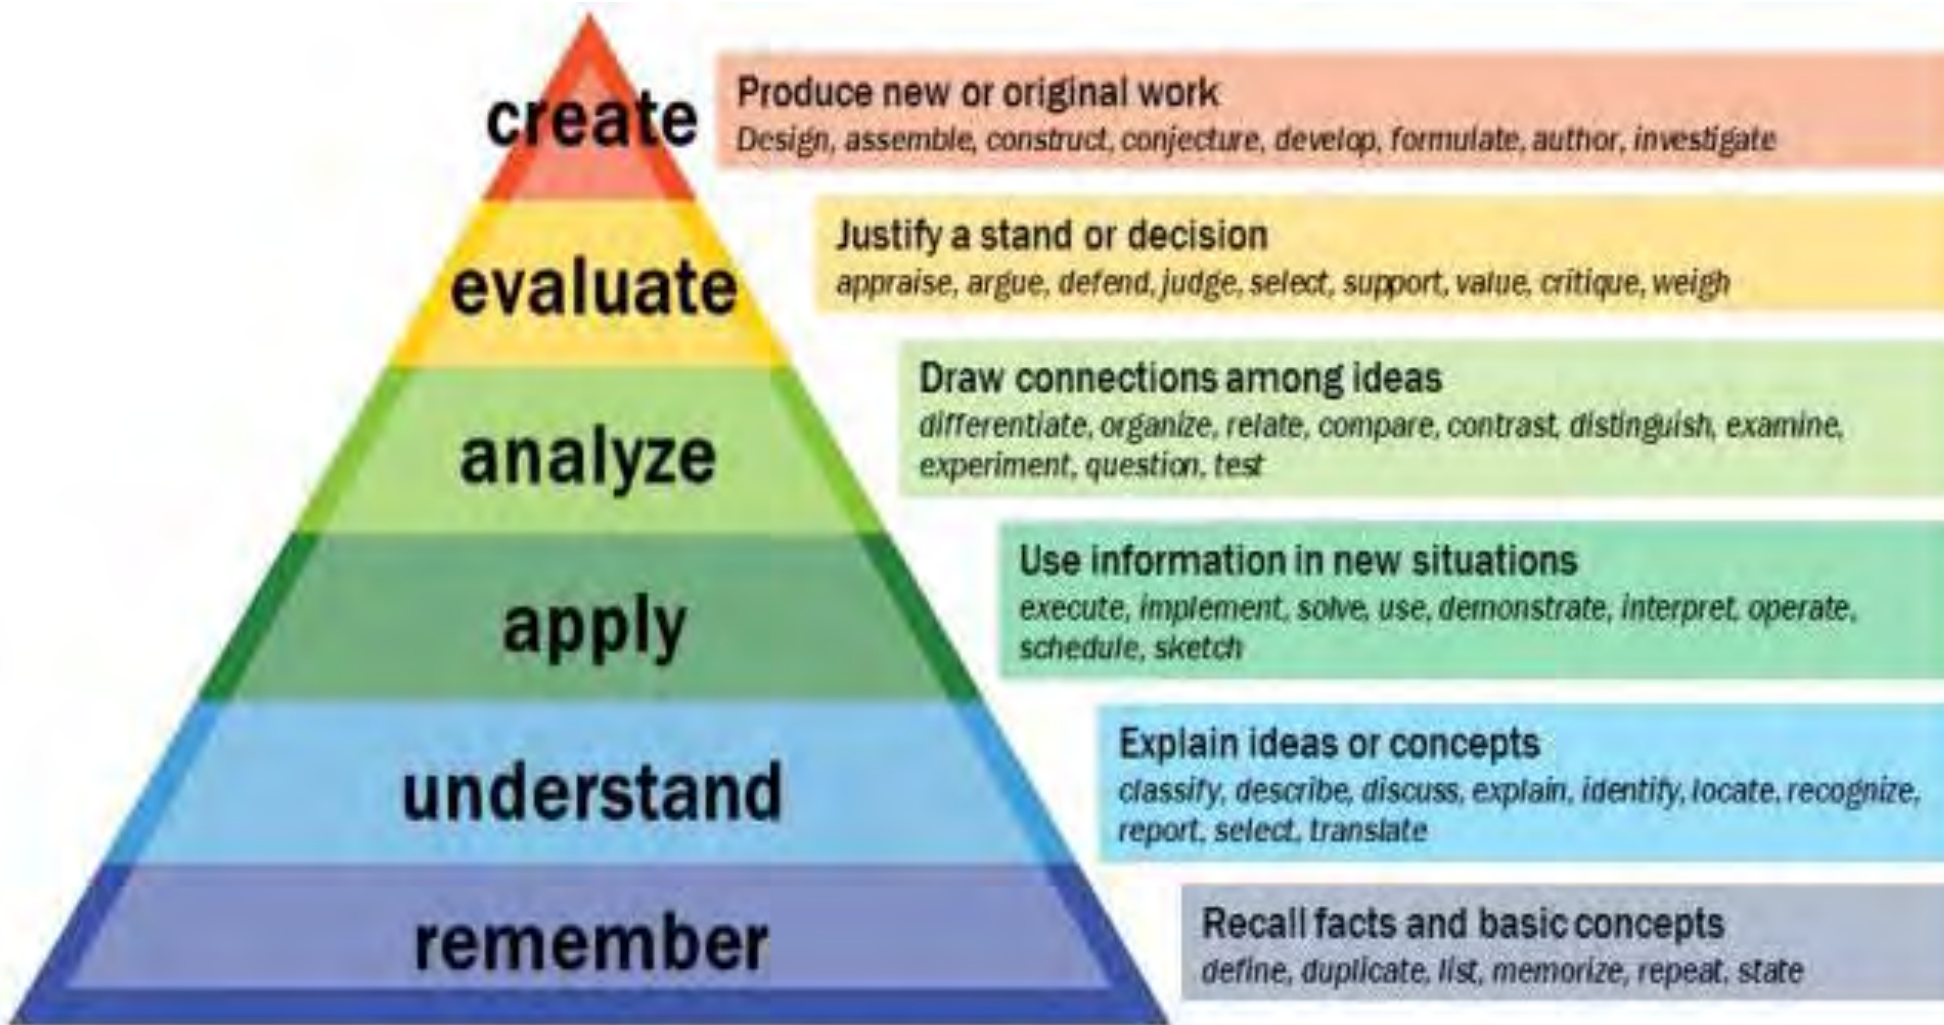 create
Produce new or original work
Design, assemble, construct, conjecture, develop, formulate, author, investigate
evaluate
Justify a stand or decision
appraise, argue, defend, judge, select, support, value, critique, weigh
analyze
Draw connections among ideas
differentiate, organize, relate, compare, contrast, distinguish, examine,
experiment, question, test
apply
Use information in new situations
execute, implement, solve, use, demonstrate, interpret, operate,
schedule, sketch
understand
Explain ideas or concepts
classify, describe, discuss, explain, identify, locate, recognize,
report, select, translate
remember
Recall facts and basic concepts
define, duplicate, list, memorize, repeat, state